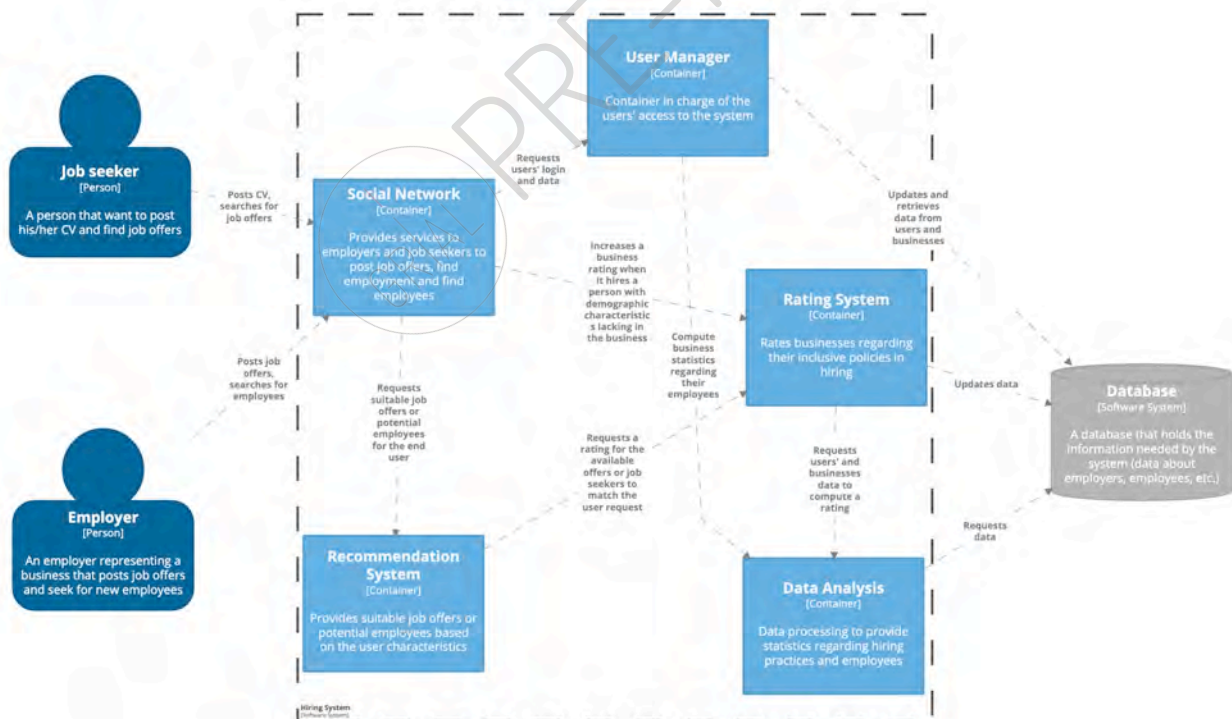 PRE-
User Manager
[Container]
Container in charge of the
users' access to the system
Job seeker
[Person]
A person that want to post
his/her CV and find job offers
Posts CV,
searches for
job offers
Social Network
[Container]
Provides services to
employers and job seekers to
post job offers, find
employment and find
employees
Requests
users' login
and data
Updates and
retrieves
data from
users and
businesses
Increases a
business
rating when
it hires a
person with
demographic
characteristic
s lacking in
the business
Rating System
[Container]
Rates businesses regarding
their inclusive policies in
hiring
Compute
business
statistics
regarding
their
employees
Posts job
offers,
searches for
employees
Requests
suitable job
offers or
potential
employees
for the end
user
Updates data
Database
[Software System]
A database that holds the
information needed by the
system (data about
employers, employees, etc.)
Employer
[Person]
An employer representing a
business that posts job offers
and seek for new employees
Requests a
rating for the
available
offers or job
seekers to
match the
user request
Requests
users' and
businesses
data to
compute a
rating
Requests
data
Recommendation
System
[Container]
Provides suitable job offers or
potential employees based
on the user characteristics
Data Analysis
[Container]
Data processing to provide
statistics regarding hiring
practices and employees
Hiring System
[Software System]